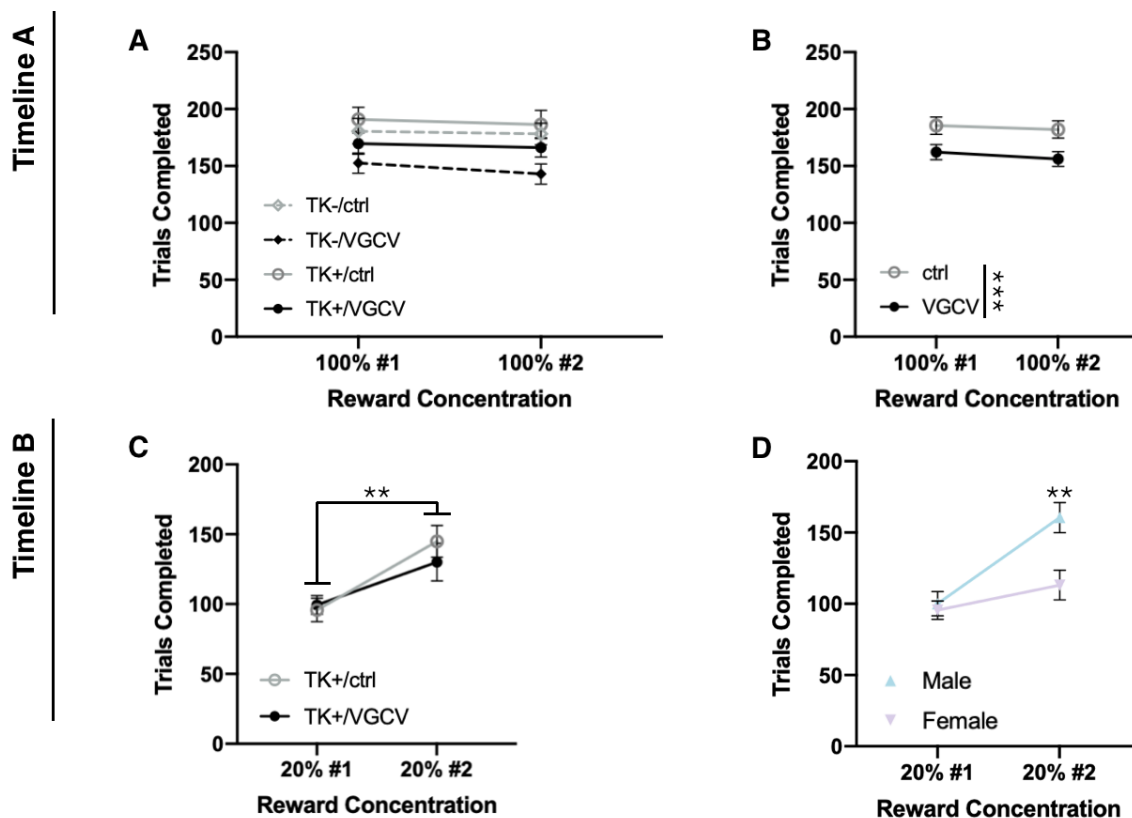 Timeline A
A
250
200
150
100
50
0
Trials Completed
TK-/ctrl
TK-/VGCV
TK+/ctrl
TK+/VGCV
100% #1
100% #2
Reward Concentration
B
250
200
150
100
50
0
Trials Completed
ctrl
VGCV
***
100% #1
100% #2
Reward Concentration
Timeline B
C
200
150
100
50
0
Trials Completed
**
TK+/ctrl
TK+/VGCV
20% #1
20% #2
Reward Concentration
D
200
150
100
50
0
Trials Completed
**
Male
Female
20% #1
20% #2
Reward Concentration